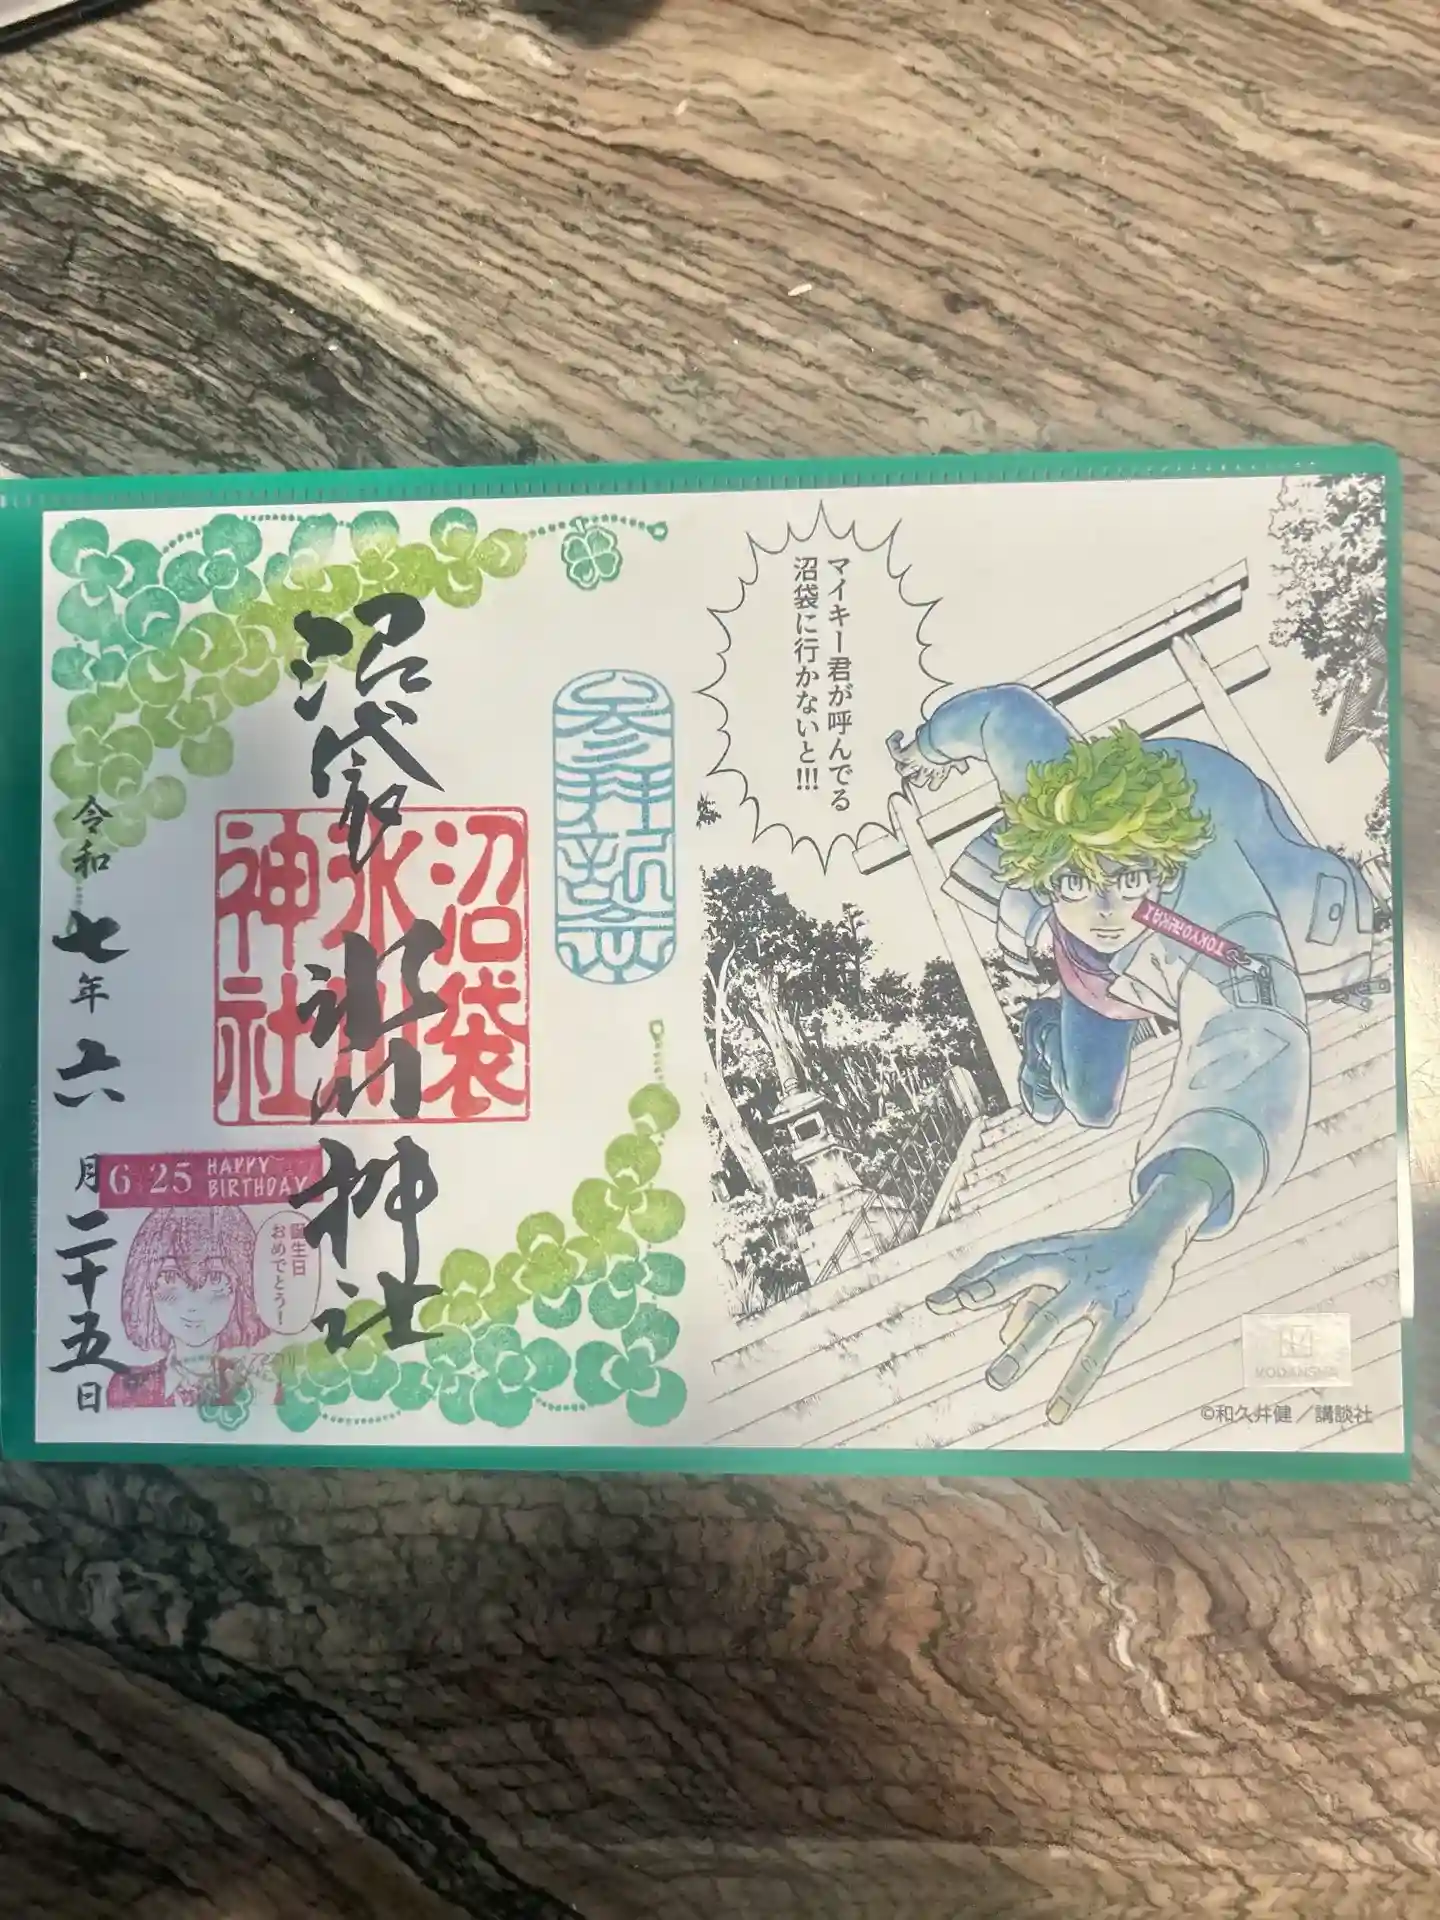 マイキー君が呼んでる
沼袋に行かないと!!!
TOKYO卍REVENGERS
©和久井健／講談社
KODANSHA
参拝記念
沼袋氷川神社
沼袋
氷川
神社
令和七年六月二十五日
6 25 HAPPY
BIRTHDAY
誕生日
おめでとう！